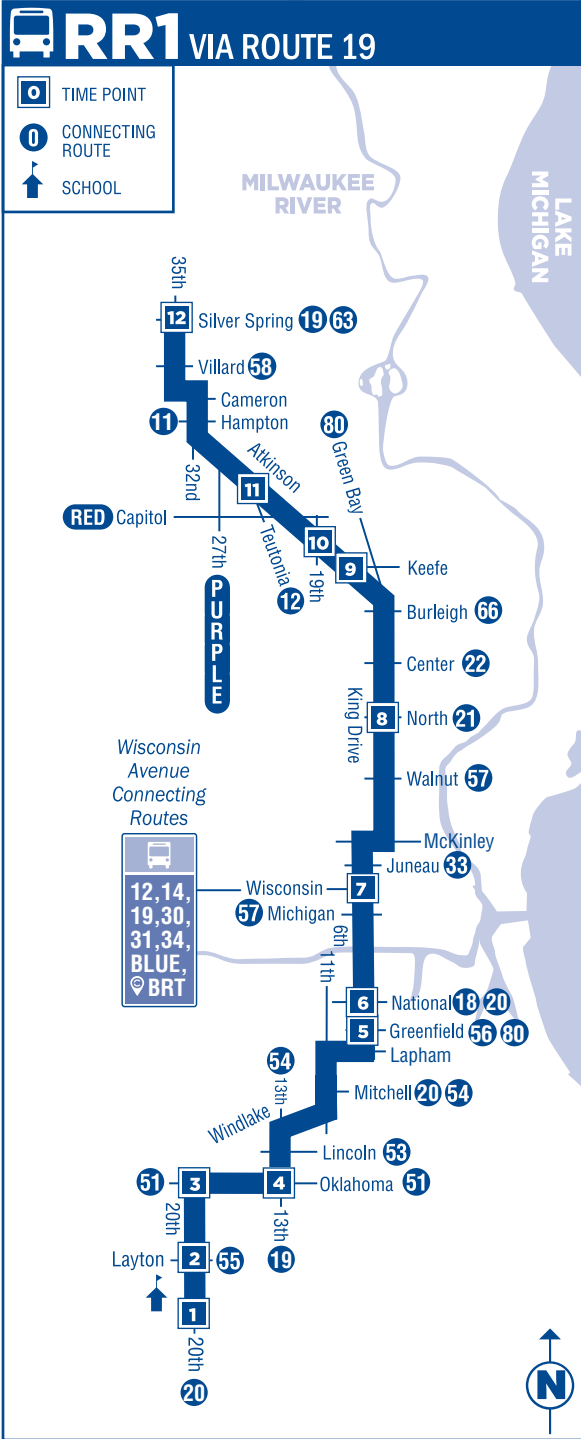 RR1 VIA ROUTE 19
0 TIME POINT
0 CONNECTING
ROUTE
SCHOOL
MILWAUKEE
RIVER
LAKE
MICHIGAN
35th
12 Silver Spring 19 63
Villard 58
Cameron
11 Hampton
80
Green Bay
Atkinson
32nd
11
RED Capitol
10
27th
Teutonia 12
19th
9 Keefe
PURPLE
Burleigh 66
Center 22
King Drive
8 North 21
Wisconsin
Avenue
Connecting
Routes
Walnut 57
McKinley
Juneau 33
12,14,
19,30,
31,34,
BLUE,
© BRT
Wisconsin 7
57 Michigan
6th
11th
6 National 18 20
5 Greenfield 56 80
Lapham
54
13th
Mitchell 20 54
Windlake
Lincoln 53
51 3
4 Oklahoma 51
20th
13th
19
Layton 2 55
1
20th
20
N